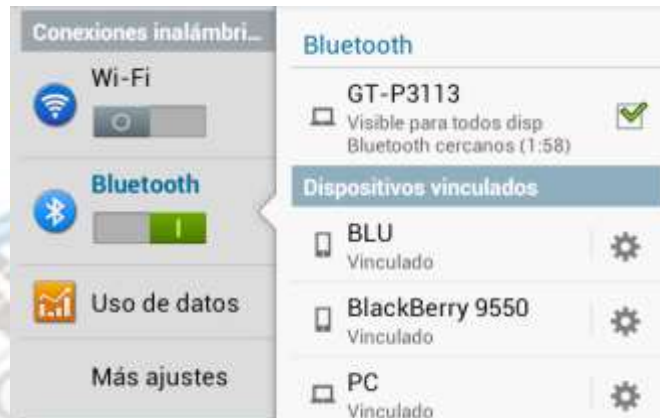 Conexiones inalámbri...
Wi-Fi
Bluetooth
Uso de datos
Más ajustes
Bluetooth
GT-P3113
Visible para todos disp
Bluetooth cercanos (1:58)
Dispositivos vinculados
BLU
Vinculado
BlackBerry 9550
Vinculado
PC
Vinculado